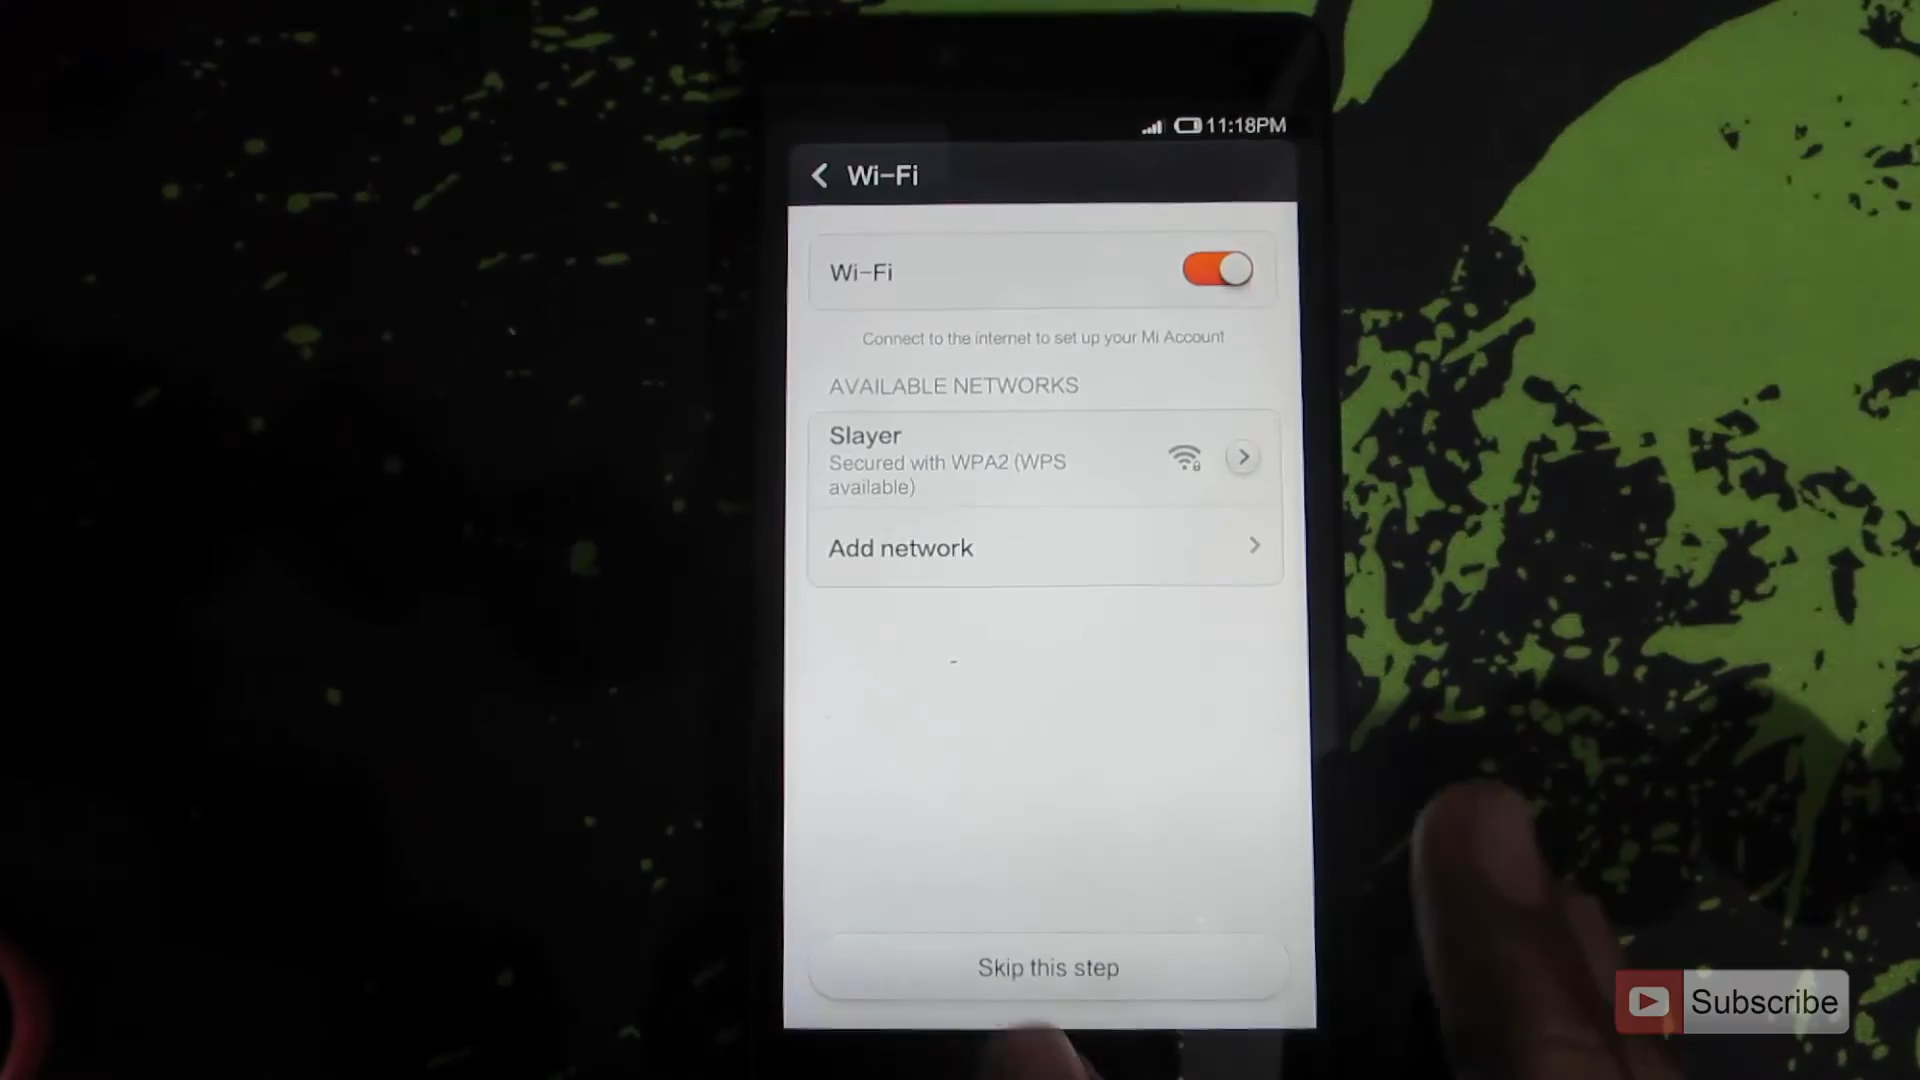 11:18PM
Wi-Fi
Wi-Fi
Connect to the internet to set up your Mi Account
AVAILABLE NETWORKS
Slayer
Secured with WPA2 (WPS
available)
Add network
Skip this step
Subscribe